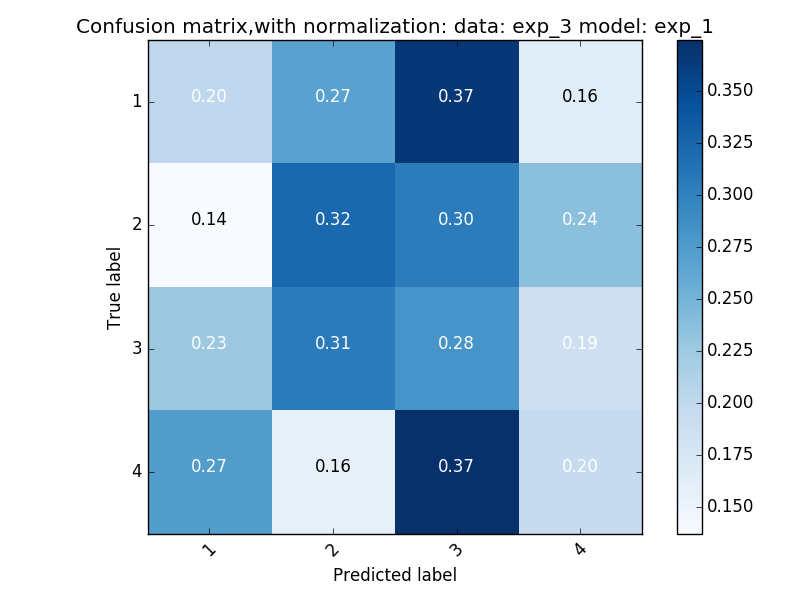 Confusion matrix,with normalization: data: exp_3 model: exp_1
1 0.20 0.27 0.37 0.16
2 0.14 0.32 0.30 0.24
3 0.23 0.31 0.28 0.19
4 0.27 0.16 0.37 0.20
1 2 3 4
True label
Predicted label
0.350
0.325
0.300
0.275
0.250
0.225
0.200
0.175
0.150